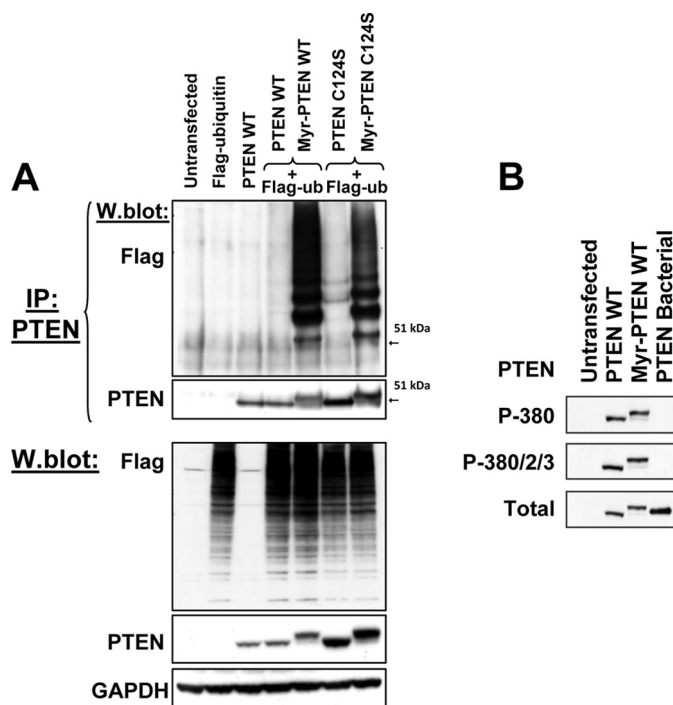 A
Untransfected
Flag-ubiquitin
PTEN WT
PTEN WT
Myr-PTEN WT
PTEN C124S
Myr-PTEN C124S
+
Flag-ub
+
Flag-ub
W.blot:
Flag
IP:
PTEN
51 kDa
←
PTEN
51 kDa
←
W.blot:
Flag
PTEN
GAPDH
B
Untransfected
PTEN WT
Myr-PTEN WT
PTEN Bacterial
PTEN
P-380
P-380/2/3
Total